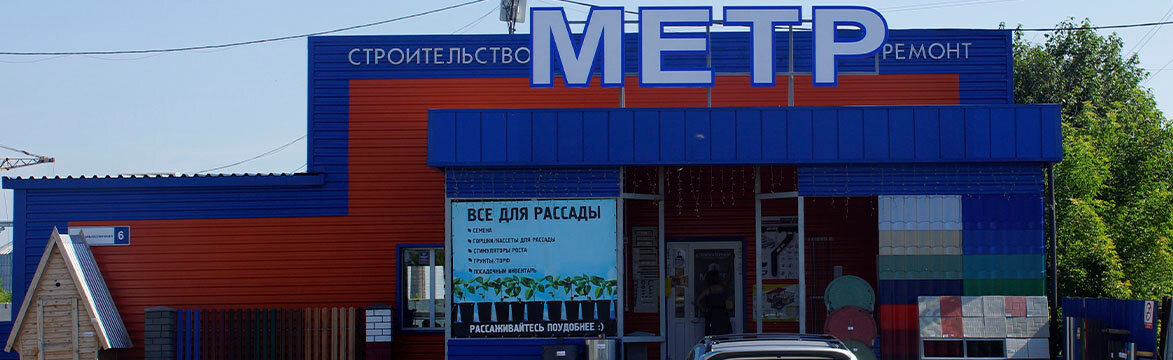 МЕТР
СТРОИТЕЛЬСТВО
РЕМОНТ
6
ВСЕ ДЛЯ РАССАДЫ
СЕМЕНА
ГОРШКИ/КАССЕТЫ ДЛЯ РАССАДЫ
СТИМУЛЯТОРЫ РОСТА
ГРУНТЫ/ТОРФ
ПОСАДОЧНЫЙ ИНВЕНТАРЬ
РАССАЖИВАЙТЕСЬ ПОУДОБНЕЕ :)